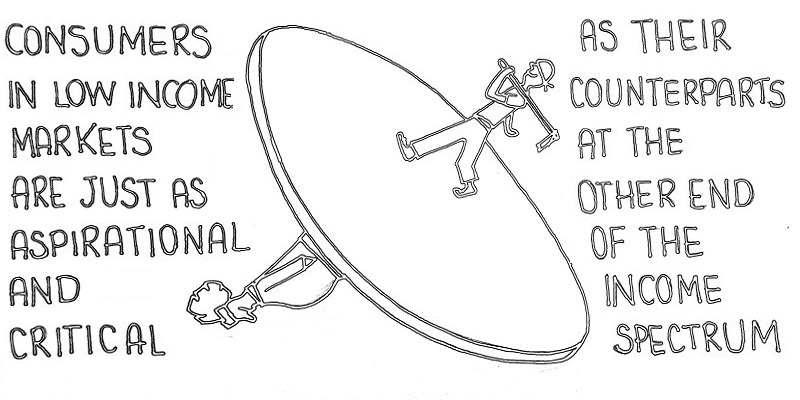 CONSUMERS
IN LOW INCOME
MARKETS
ARE JUST AS
ASPIRATIONAL
AND
CRITICAL
AS THEIR
COUNTERPARTS
AT THE
OTHER END
OF THE
INCOME
SPECTRUM